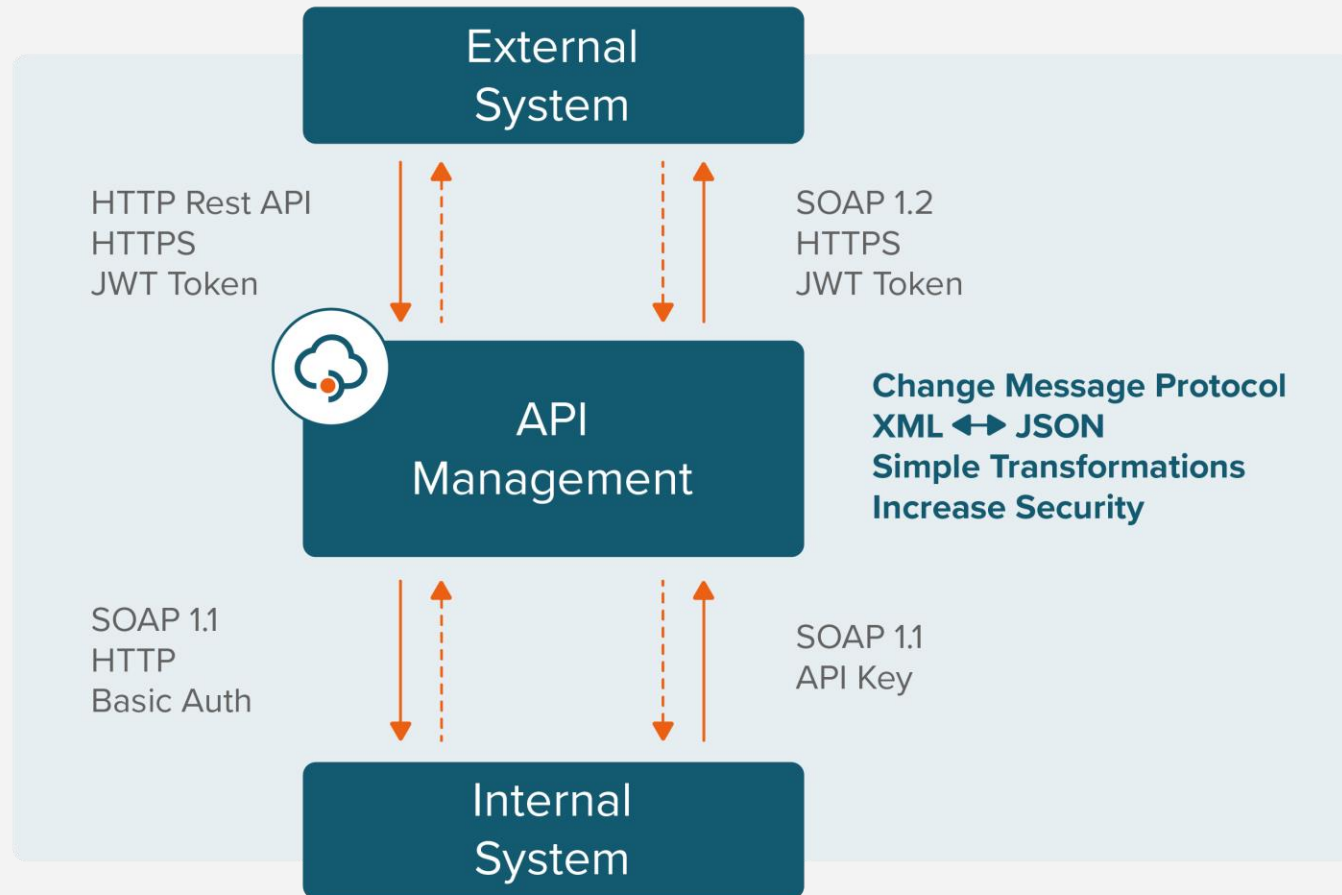 External
System
HTTP Rest API
HTTPS
JWT Token
SOAP 1.2
HTTPS
JWT Token
API
Management
Change Message Protocol
XML ↔ JSON
Simple Transformations
Increase Security
SOAP 1.1
HTTP
Basic Auth
SOAP 1.1
API Key
Internal
System